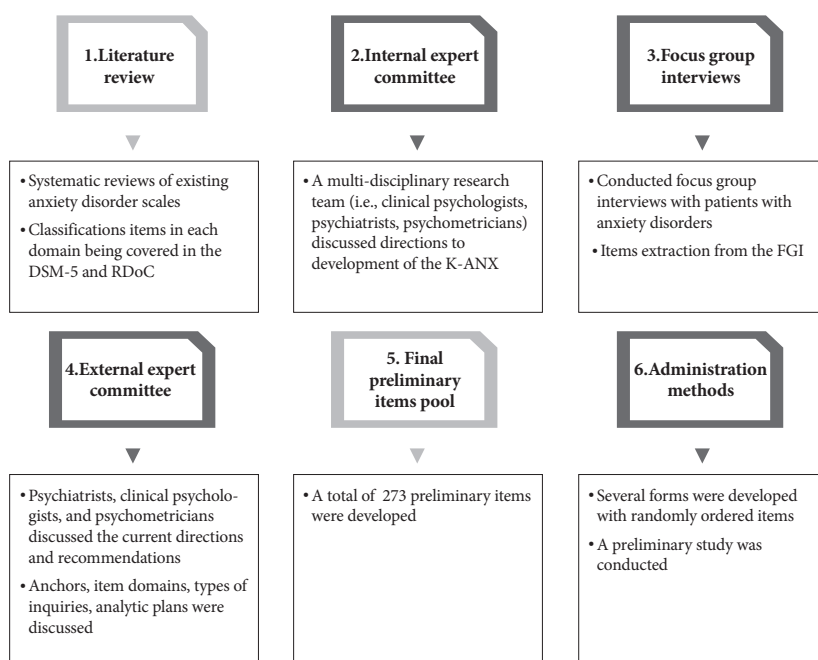 1.Literature
review
• Systematic reviews of existing
anxiety disorder scales
• Classifications items in each
domain being covered in the
DSM-5 and RDoC
2.Internal expert
committee
• A multi-disciplinary research
team (i.e., clinical psychologists,
psychiatrists, psychometricians)
discussed directions to
development of the K-ANX
3.Focus group
interviews
• Conducted focus group
interviews with patients with
anxiety disorders
• Items extraction from the FGI
4.External expert
committee
• Psychiatrists, clinical psycholo-
gists, and psychometricians
discussed the current directions
and recommendations
• Anchors, item domains, types of
inquiries, analytic plans were
discussed
5. Final
preliminary
items pool
• A total of 273 preliminary items
were developed
6.Administration
methods
• Several forms were developed
with randomly ordered items
• A preliminary study was
conducted